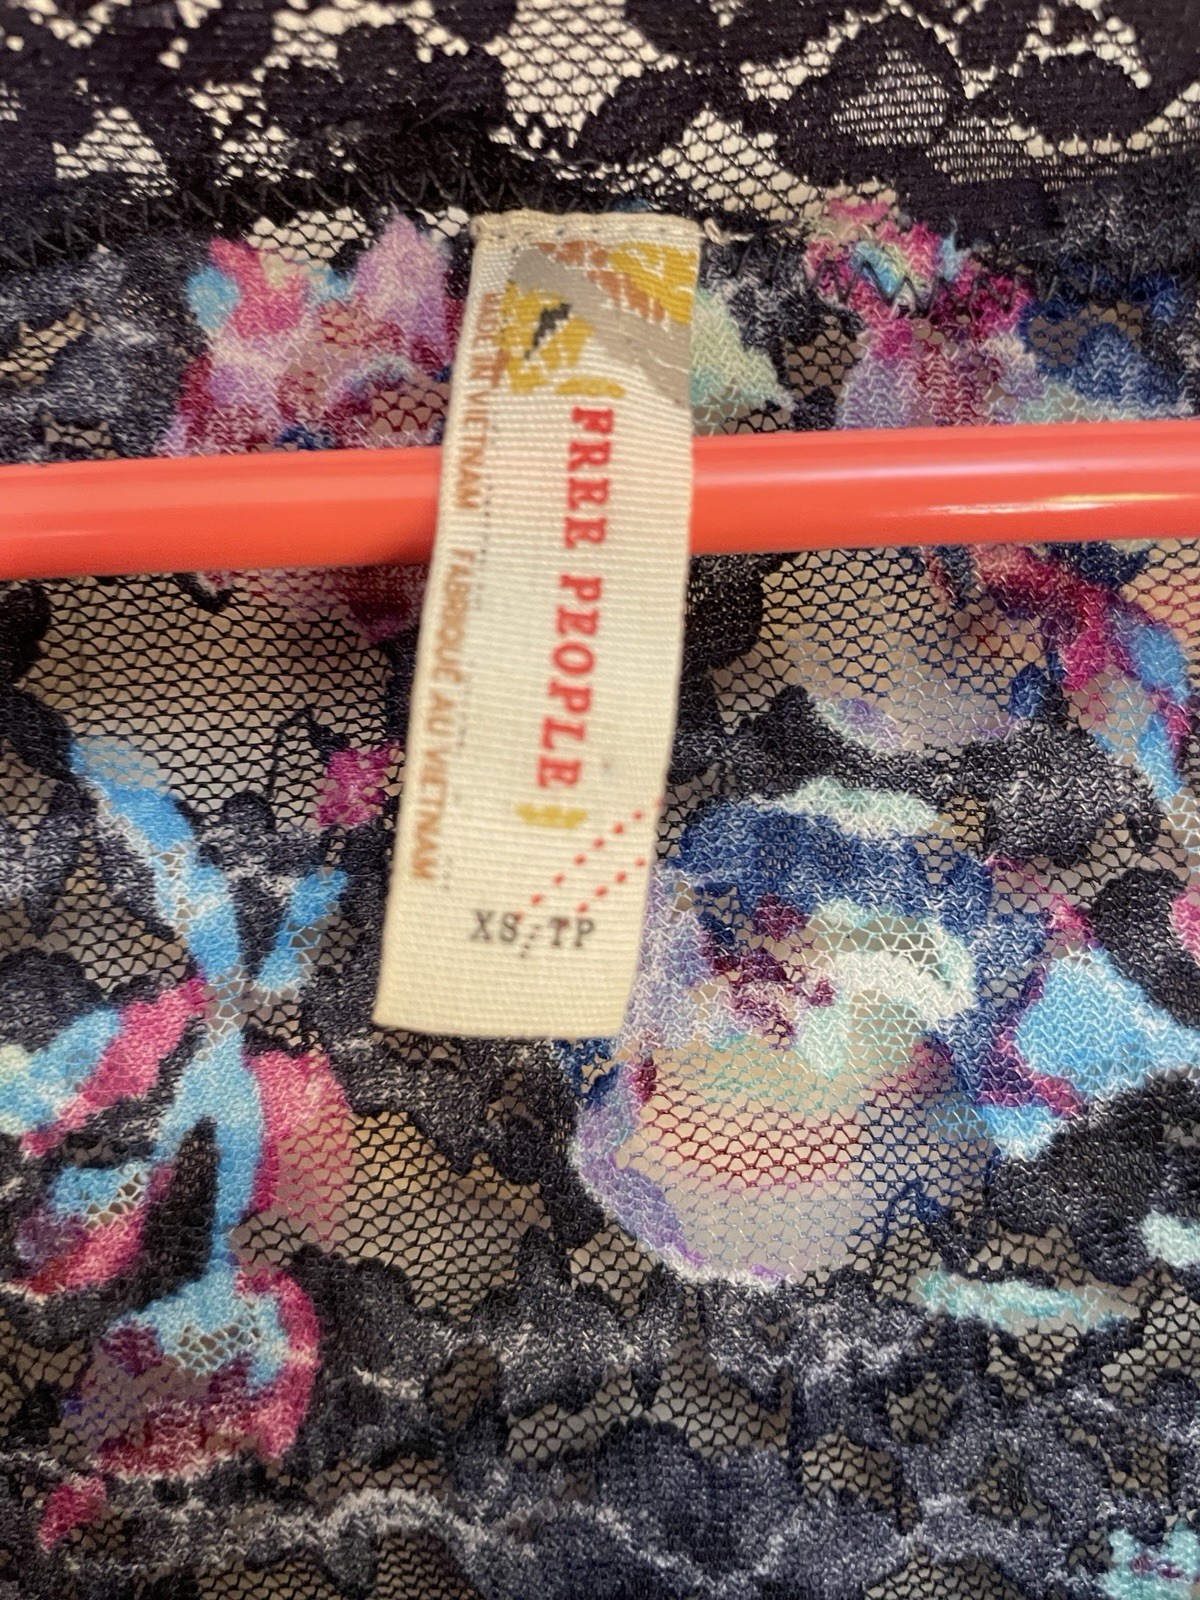 FREE PEOPLE
MADE IN VIETNAM FABRIQUÉ AU VIETNAM
XS/TP